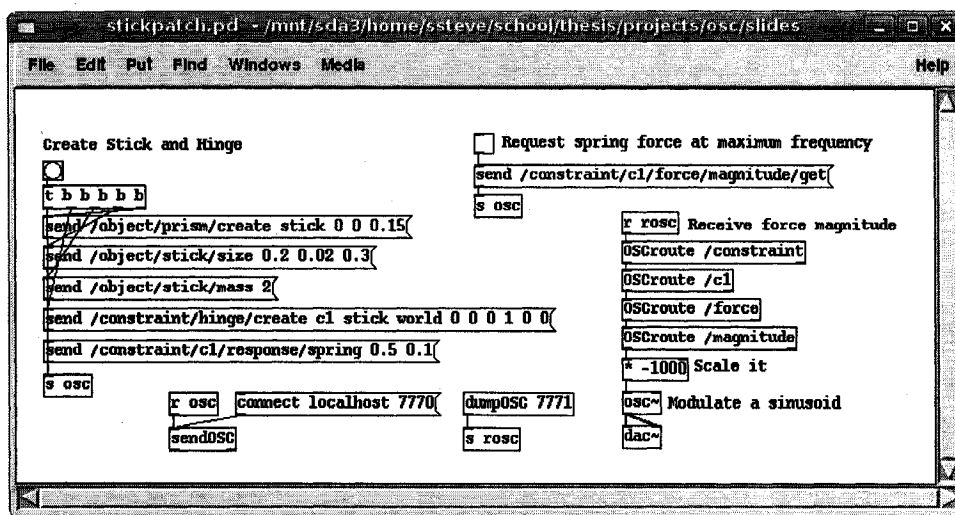 stickpatch.pd - /mnt/sda3/home/ssteve/school/thesis/projects/osc/slides
File Edit Put Find Windows Media Help
Create Stick and Hinge
t b b b b b
send /object/prism/create stick 0 0 0.15
send /object/stick/size 0.2 0.02 0.3
send /object/stick/mass 2
send /constraint/hinge/create c1 stick world 0 0 0 1 0 0
send /constraint/c1/response/spring 0.5 0.1
s osc
r osc
connect localhost 7770
sendOSC
dumpOSC 7771
s rosc
Request spring force at maximum frequency
send /constraint/c1/force/magnitude/get
s osc
r rosc Receive force magnitude
OSCroute /constraint
OSCroute /c1
OSCroute /force
OSCroute /magnitude
* -1000 Scale it
osc~ Modulate a sinusoid
dac~